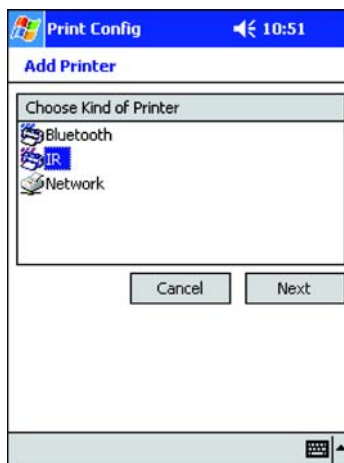 Print Config 10:51
Add Printer
Choose Kind of Printer
Bluetooth
IR
Network
Cancel Next